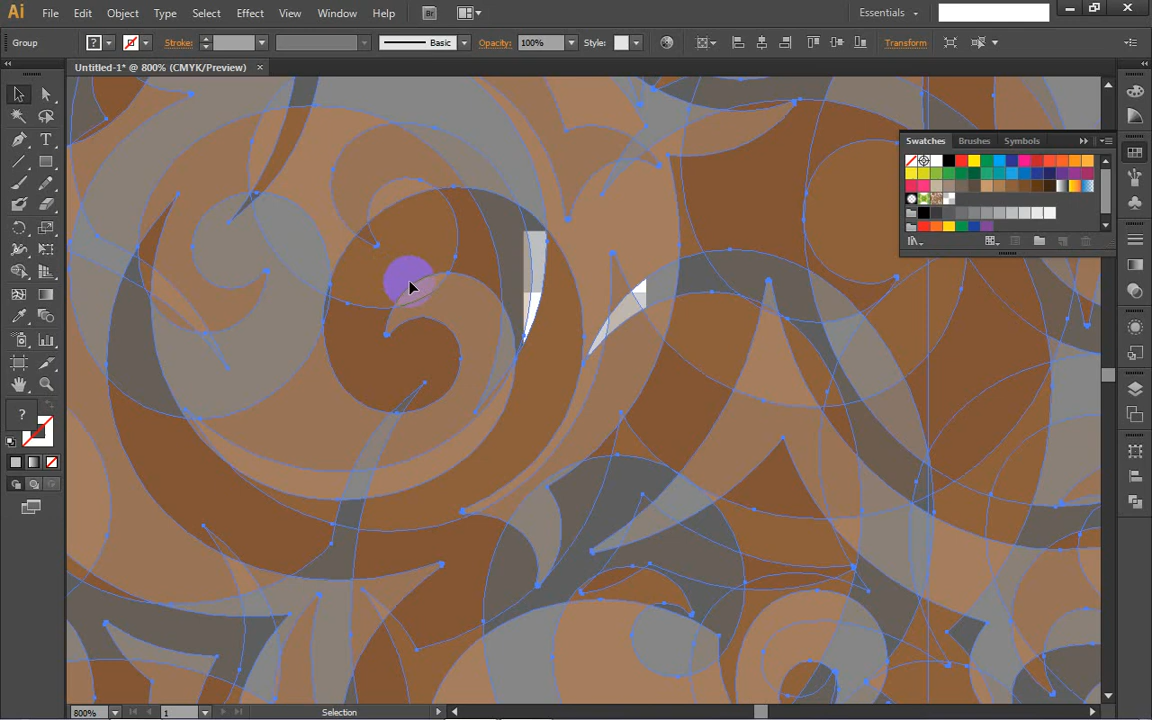 Ai File Edit Object Type Select Effect View Window Help Br Essentials
Group ? Stroke: Basic Opacity: 100% Style: Transform
Untitled-1* @ 800% (CMYK/Preview) ×
Swatches Brushes Symbols
T
?
800% 1 Selection